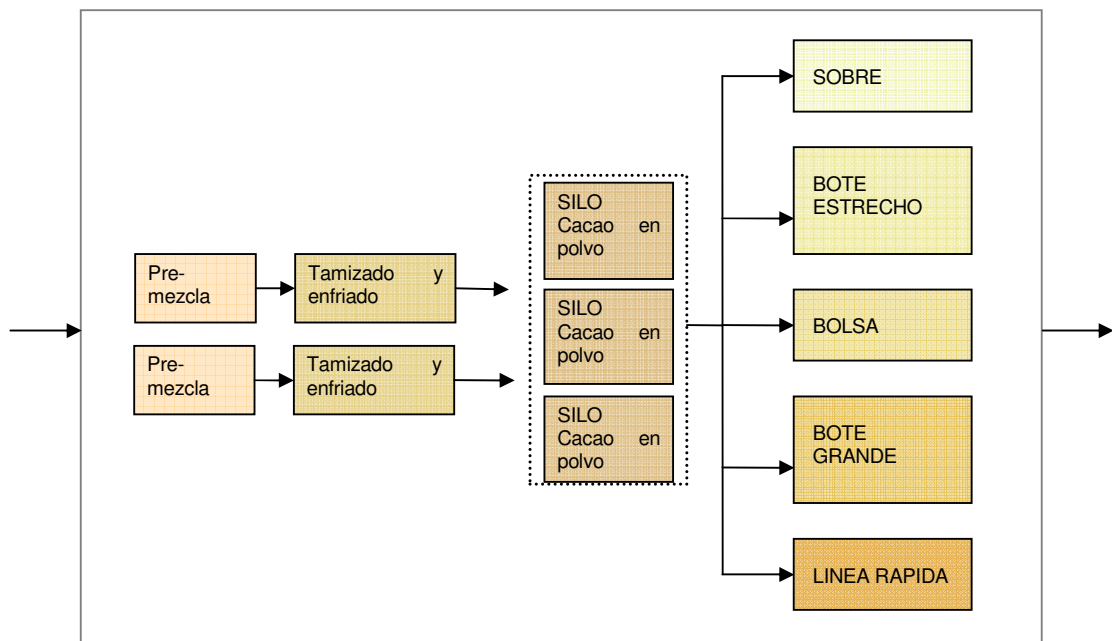 Pre-
mezcla
Tamizado y
enfriado
Pre-
mezcla
Tamizado y
enfriado
SILO
Cacao en
polvo
SILO
Cacao en
polvo
SILO
Cacao en
polvo
SOBRE
BOTE
ESTRECHO
BOLSA
BOTE
GRANDE
LINEA RAPIDA